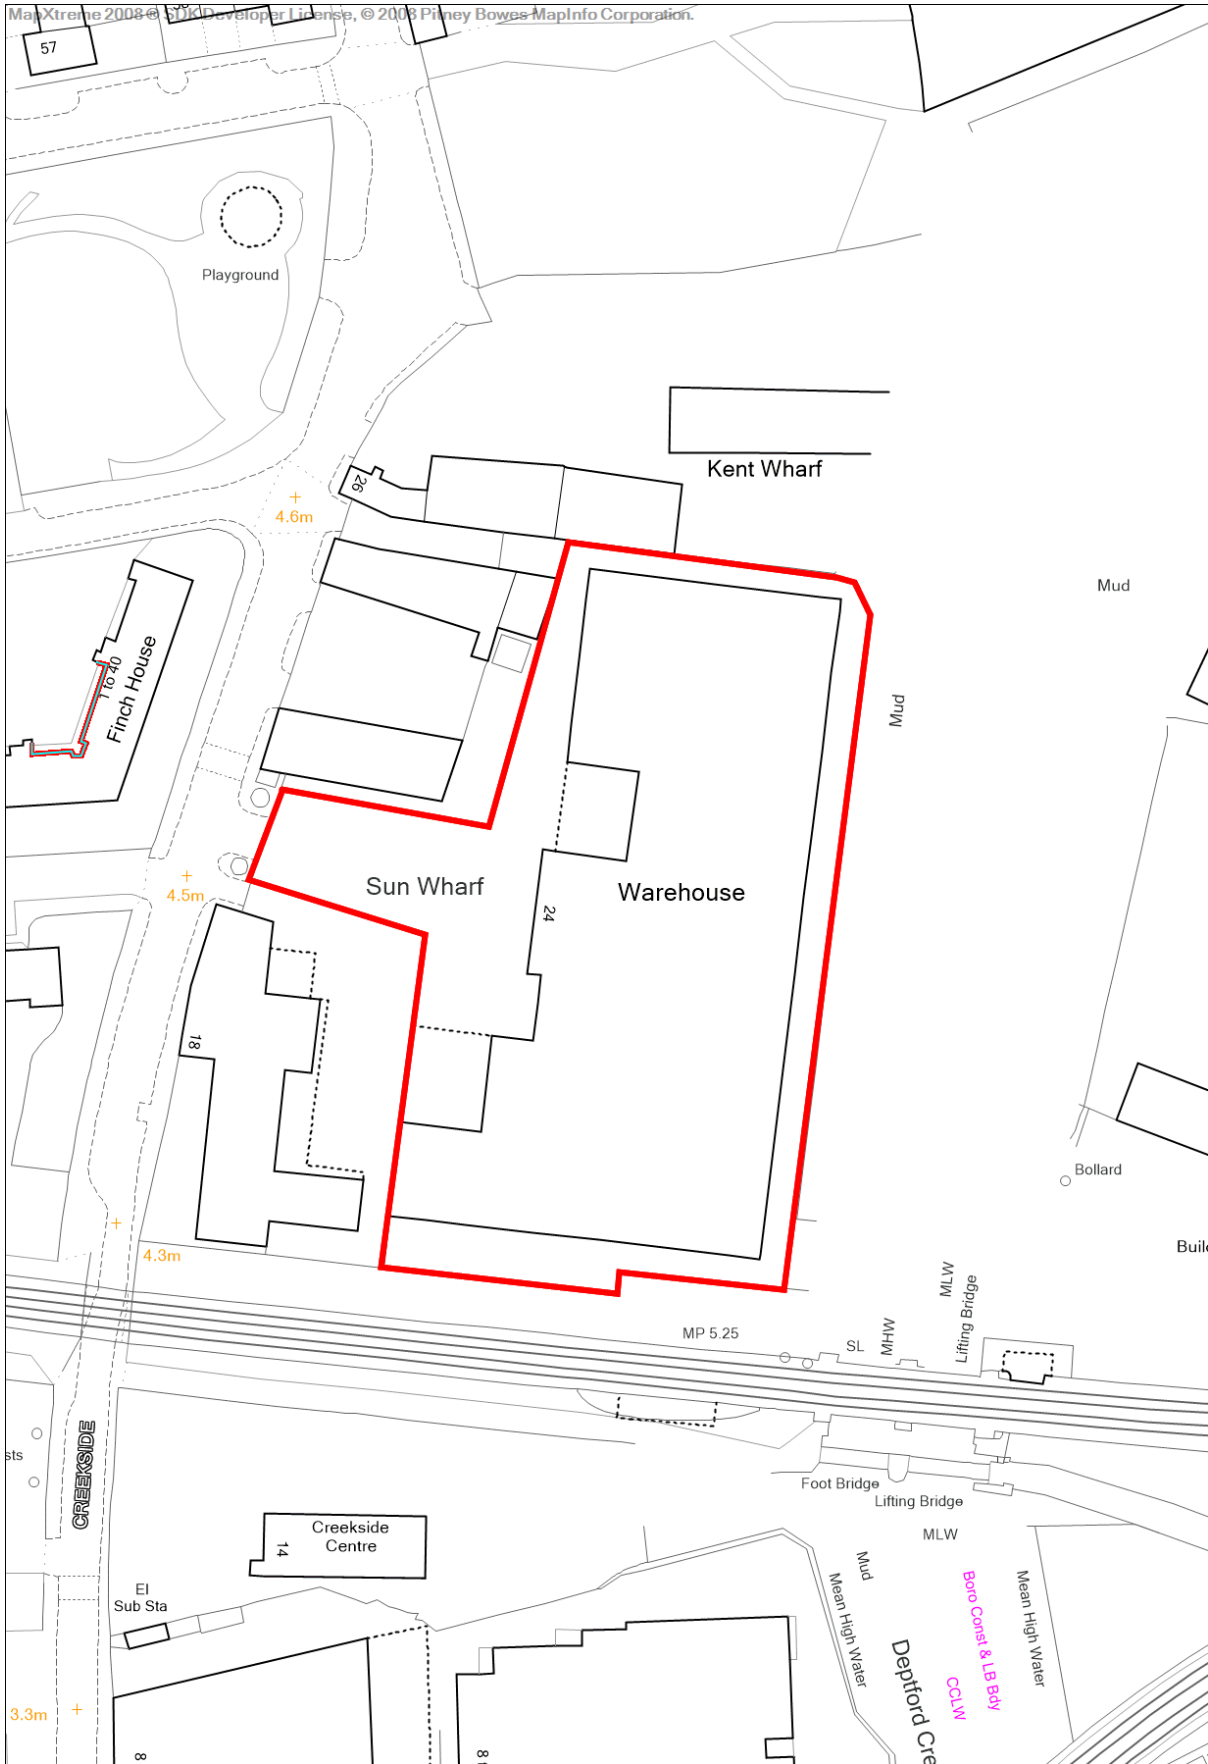 MapXtreme 2008 ® SDK Developer License, © 2008 Pitney Bowes MapInfo Corporation.
57
Playground
Kent Wharf
26
4.6m
Mud
1 to 40
Finch House
Mud
Sun Wharf
Warehouse
24
4.5m
18
Bollard
4.3m
MLW
Lifting Bridge
MHW
SL
MP 5.25
CREEKSIDE
sts
Foot Bridge
Lifting Bridge
MLW
Creekside
Centre
14
El
Sub Sta
Mud
Mean High Water
Boro Const & LB Bdy
CCLW
Mean High Water
Deptford Cre
3.3m
8
8